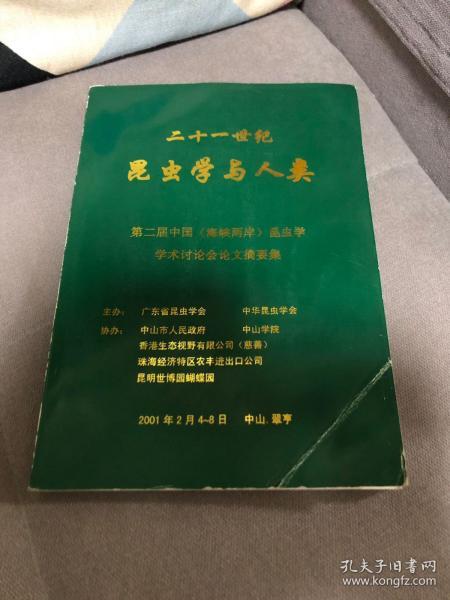 二十一世纪
昆虫学与人类
第二届中国（海峡两岸）昆虫学
学术讨论会论文摘要集
主办： 广东省昆虫学会 中华昆虫学会
协办： 中山市人民政府 中山学院
香港生态视野有限公司（慈善）
珠海经济特区农丰进出口公司
昆明世博园蝴蝶园
2001 年 2 月 4~8 日 中山.翠亨
孔夫子旧书网
www.kongfz.com